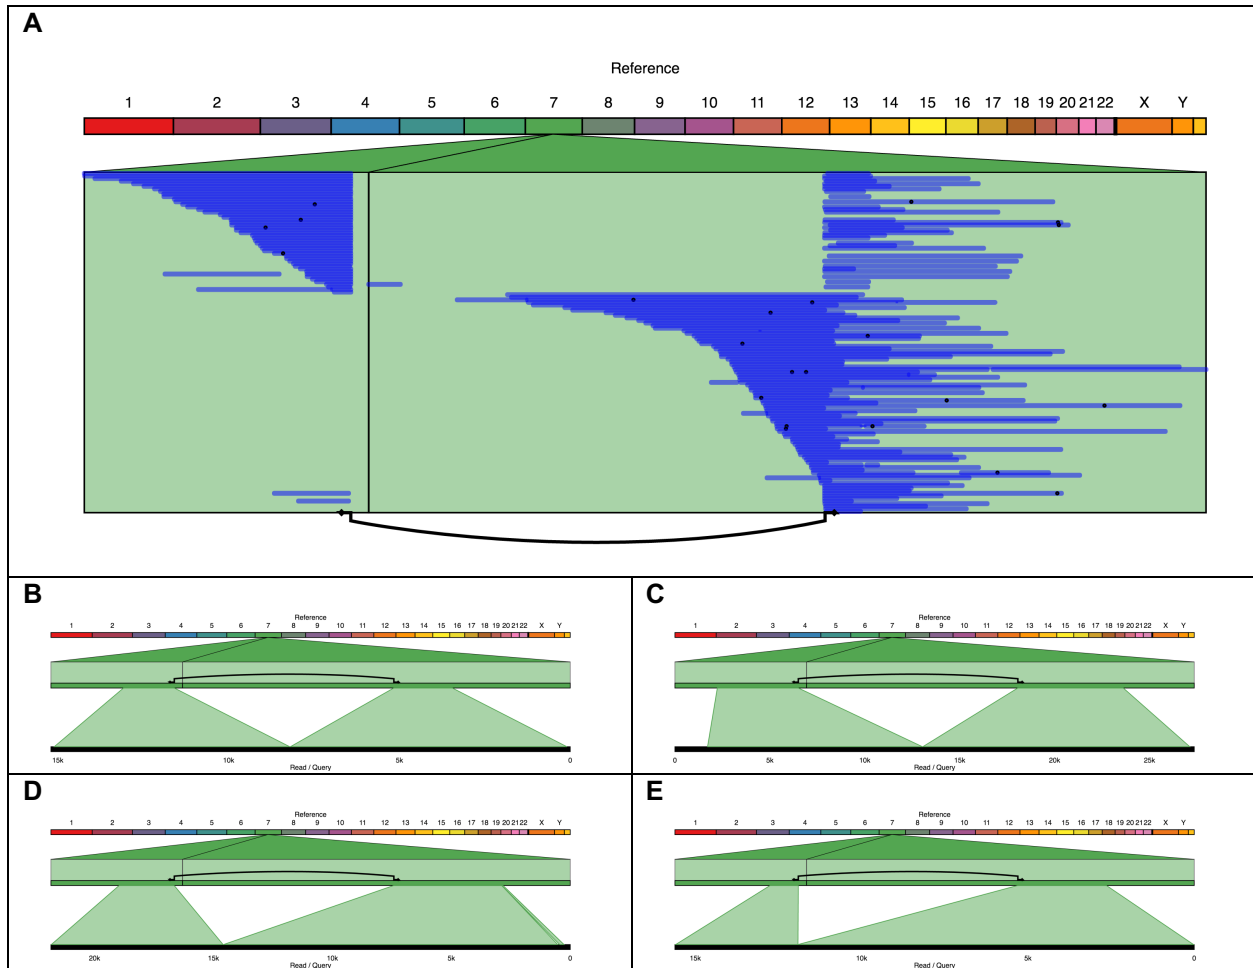 A
Reference
1 2 3 4 5 6 7 8 9 10 11 12 13 14 15 16 17 18 19 20 21 22 X Y
B
Reference
1 2 3 4 5 6 7 8 9 10 11 12 13 14 15 16 17 18 19 20 21 22 X Y
15k 10k 5k 0
Read / Query
C
Reference
1 2 3 4 5 6 7 8 9 10 11 12 13 14 15 16 17 18 19 20 21 22 X Y
0 5k 10k 15k 20k 25k
Read / Query
D
Reference
1 2 3 4 5 6 7 8 9 10 11 12 13 14 15 16 17 18 19 20 21 22 X Y
20k 15k 10k 5k 0
Read / Query
E
Reference
1 2 3 4 5 6 7 8 9 10 11 12 13 14 15 16 17 18 19 20 21 22 X Y
15k 10k 5k 0
Read / Query